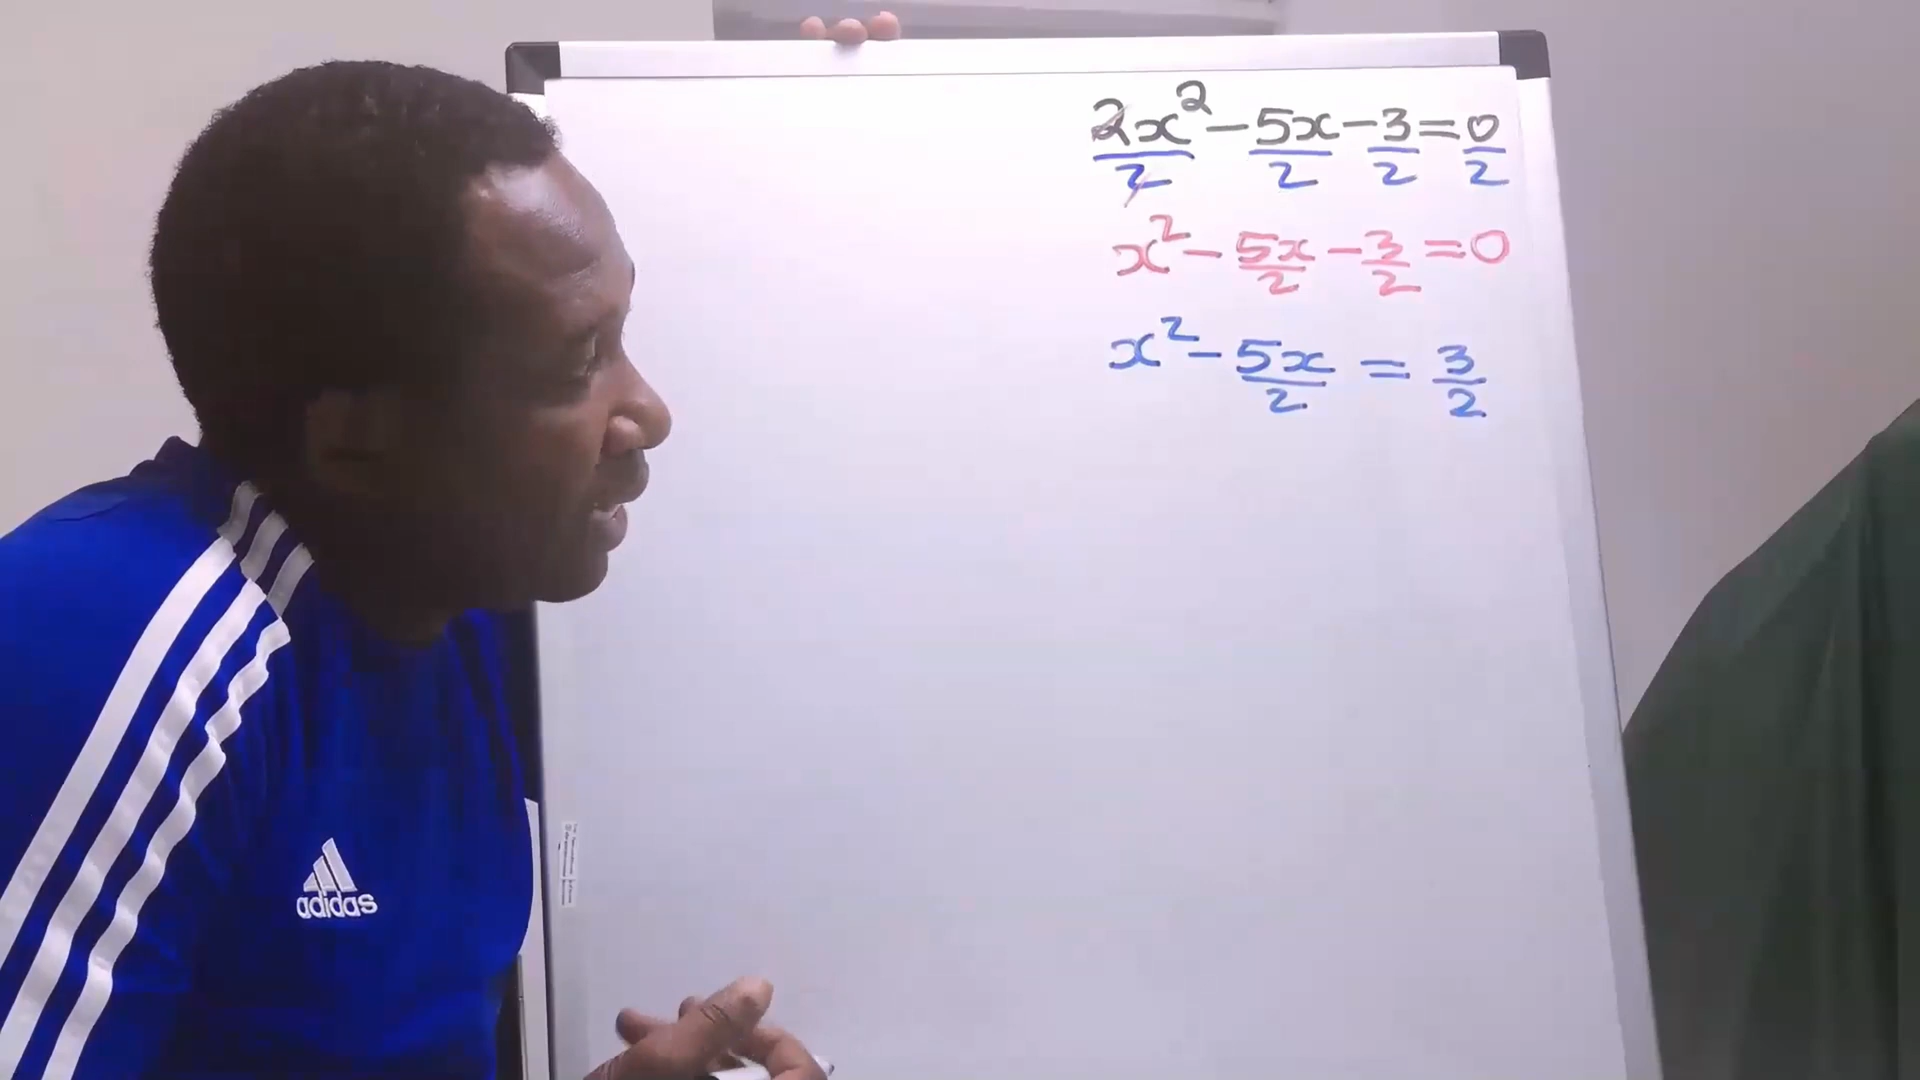 2x² - 5x - 3 = 0
2 2 2 2
x² - 5x/2 - 3/2 = 0
x² - 5x/2 = 3/2
adidas